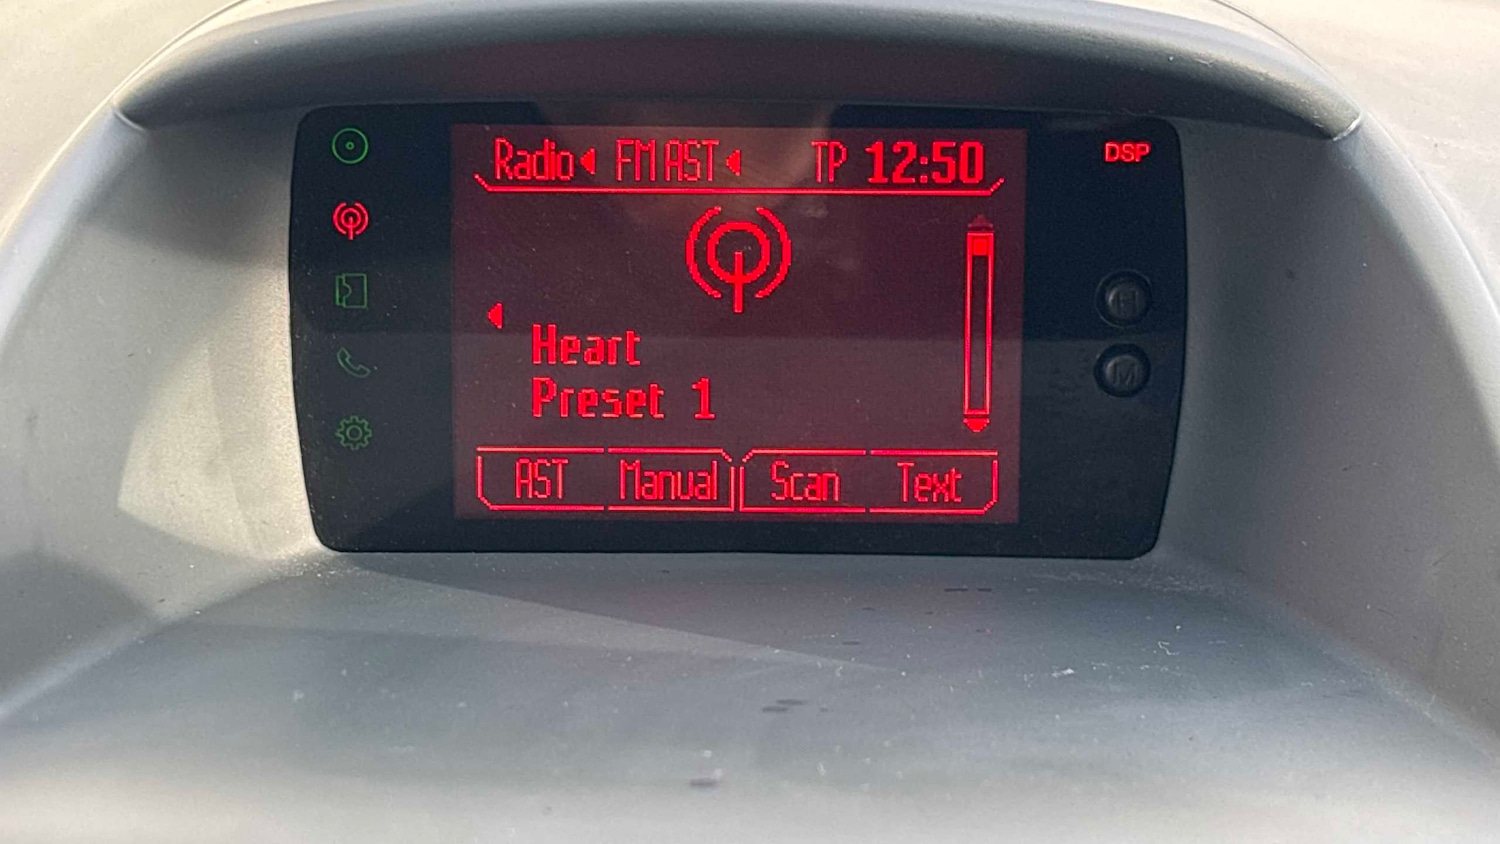 Radio FM AST TP 12:50
DSP
Heart
Preset 1
H
M
AST Manual Scan Text